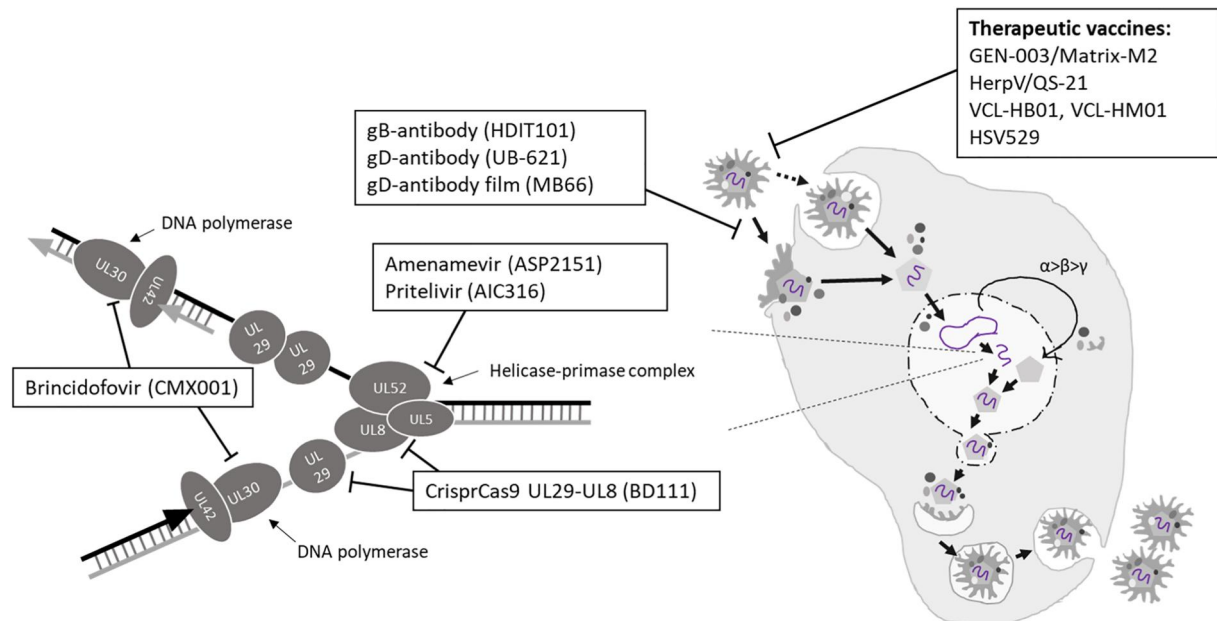 Therapeutic vaccines:
GEN-003/Matrix-M2
HerpV/QS-21
VCL-HB01, VCL-HM01
HSV529
gB-antibody (HDIT101)
gD-antibody (UB-621)
gD-antibody film (MB66)
DNA polymerase
UL30
UL42
Amenamevir (ASP2151)
Pritelivir (AIC316)
α>β>γ
UL
29
UL
29
Brincidofovir (CMX001)
UL52
Helicase-primase complex
UL5
UL8
UL
29
UL42
UL30
CrisprCas9 UL29-UL8 (BD111)
DNA polymerase